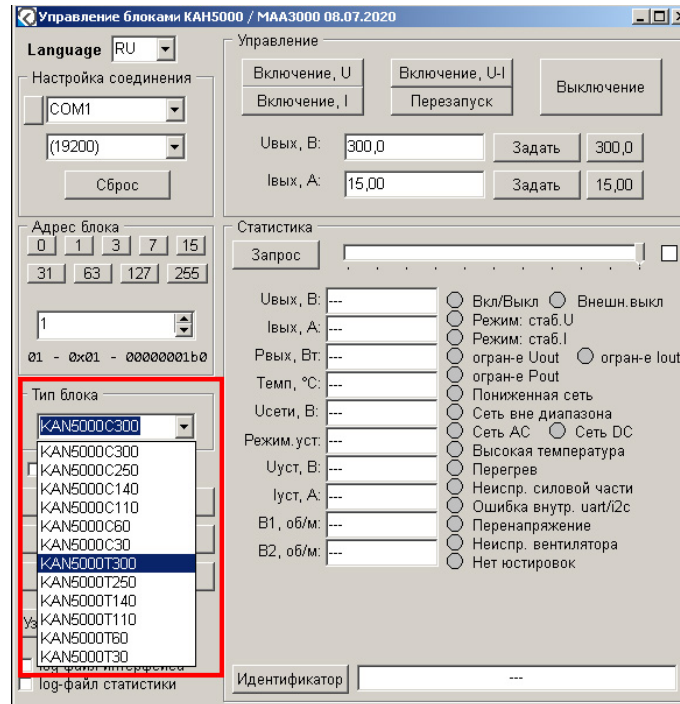 Управление блоками КАН5000 / МАА3000 08.07.2020
Language RU
Настройка соединения
COM1
(19200)
Сброс
Управление
Включение, U
Включение, U-I
Выключение
Включение, I
Перезапуск
Uвых, В: 300,0 Задать 300,0
Iвых, А: 15,00 Задать 15,00
Адрес блока
0 1 3 7 15
31 63 127 255
1
01 - 0x01 - 00000001b0
Тип блока
KAN5000C300
KAN5000C300
KAN5000C250
KAN5000C140
KAN5000C110
KAN5000C60
KAN5000C30
KAN5000T300
KAN5000T250
KAN5000T140
KAN5000T110
KAN5000T60
KAN5000T30
log-файл интерфейса
log-файл статистики
Статистика
Запрос
Uвых, В: ---
Iвых, А: ---
Pвых, Вт: ---
Темп, °C: ---
Uсети, В: ---
Режим.уст: ---
Uуст, В: ---
Iуст, А: ---
В1, об/м: ---
В2, об/м: ---
Вкл/Выкл Внешн.выкл
Режим: стаб.U
Режим: стаб.I
огран-е Uout огран-е Iout
огран-е Pout
Пониженная сеть
Сеть вне диапазона
Сеть AC Сеть DC
Высокая температура
Перегрев
Неиспр. силовой части
Ошибка внутр. uart/i2c
Перенапряжение
Неиспр. вентилятора
Нет юстировок
Идентификатор ---